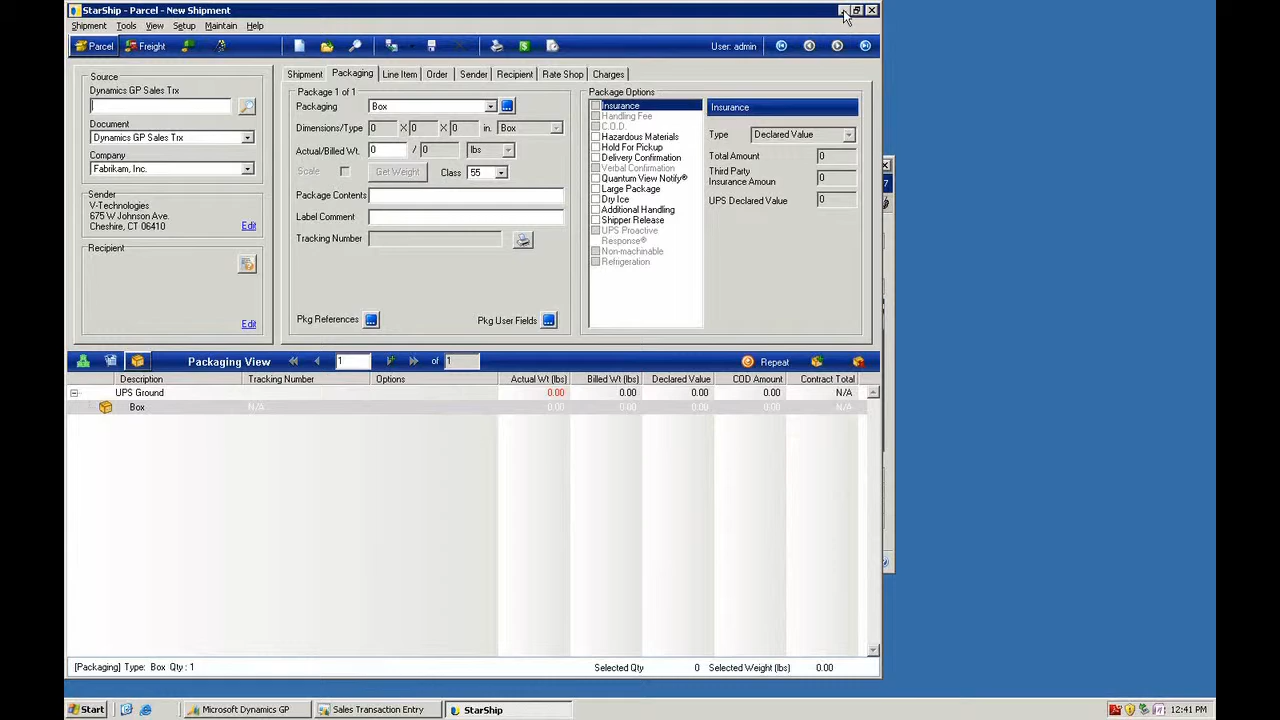 StarShip - Parcel - New Shipment
Shipment Tools View Setup Maintain Help
Parcel Freight User: admin
Source
Dynamics GP Sales Trx
Document
Dynamics GP Sales Trx
Company
Fabrikam, Inc.
Sender
V-Technologies
675 W Johnson Ave.
Cheshire, CT 06410
Edit
Recipient
Edit
Shipment Packaging Line Item Order Sender Recipient Rate Shop Charges
Package 1 of 1
Packaging Box
Dimensions/Type 0 X 0 X 0 in. Box
Actual/Billed Wt. 0 / 0 lbs
Scale Get Weight Class 55
Package Contents
Label Comment
Tracking Number
Pkg References Pkg User Fields
Package Options
Insurance
Handling Fee
C.O.D.
Hazardous Materials
Hold For Pickup
Delivery Confirmation
Verbal Confirmation
Quantum View Notify®
Large Package
Dry Ice
Additional Handling
Shipper Release
UPS Proactive
Response®
Non-machinable
Refrigeration
Insurance
Type Declared Value
Total Amount 0
Third Party
Insurance Amoun 0
UPS Declared Value 0
Packaging View 1 of 1 Repeat
Description Tracking Number Options Actual Wt (lbs) Billed Wt (lbs) Declared Value COD Amount Contract Total
UPS Ground 0.00 0.00 0.00 0.00 N/A
Box N/A 0.00 0.00 0.00 0.00 N/A
[Packaging] Type: Box Qty : 1 Selected Qty 0 Selected Weight (lbs) 0.00
Start Microsoft Dynamics GP Sales Transaction Entry StarShip 12:41 PM